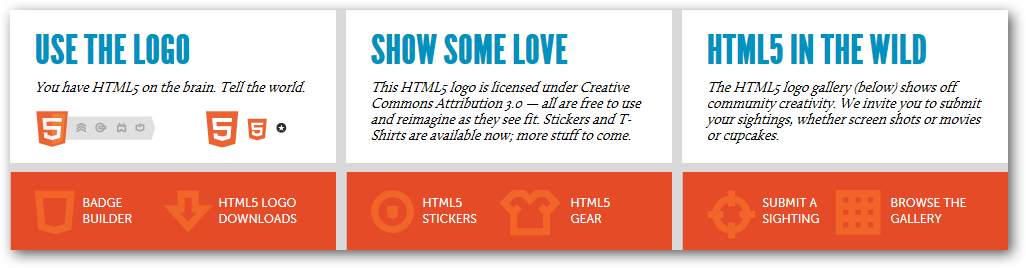 USE THE LOGO
You have HTML5 on the brain. Tell the world.
5
5
5
BADGE
BUILDER
HTML5 LOGO
DOWNLOADS
SHOW SOME LOVE
This HTML5 logo is licensed under Creative
Commons Attribution 3.0 — all are free to use
and reimagine as they see fit. Stickers and T-
Shirts are available now; more stuff to come.
HTML5
STICKERS
HTML5
GEAR
HTML5 IN THE WILD
The HTML5 logo gallery (below) shows off
community creativity. We invite you to submit
your sightings, whether screen shots or movies
or cupcakes.
SUBMIT A
SIGHTING
BROWSE THE
GALLERY